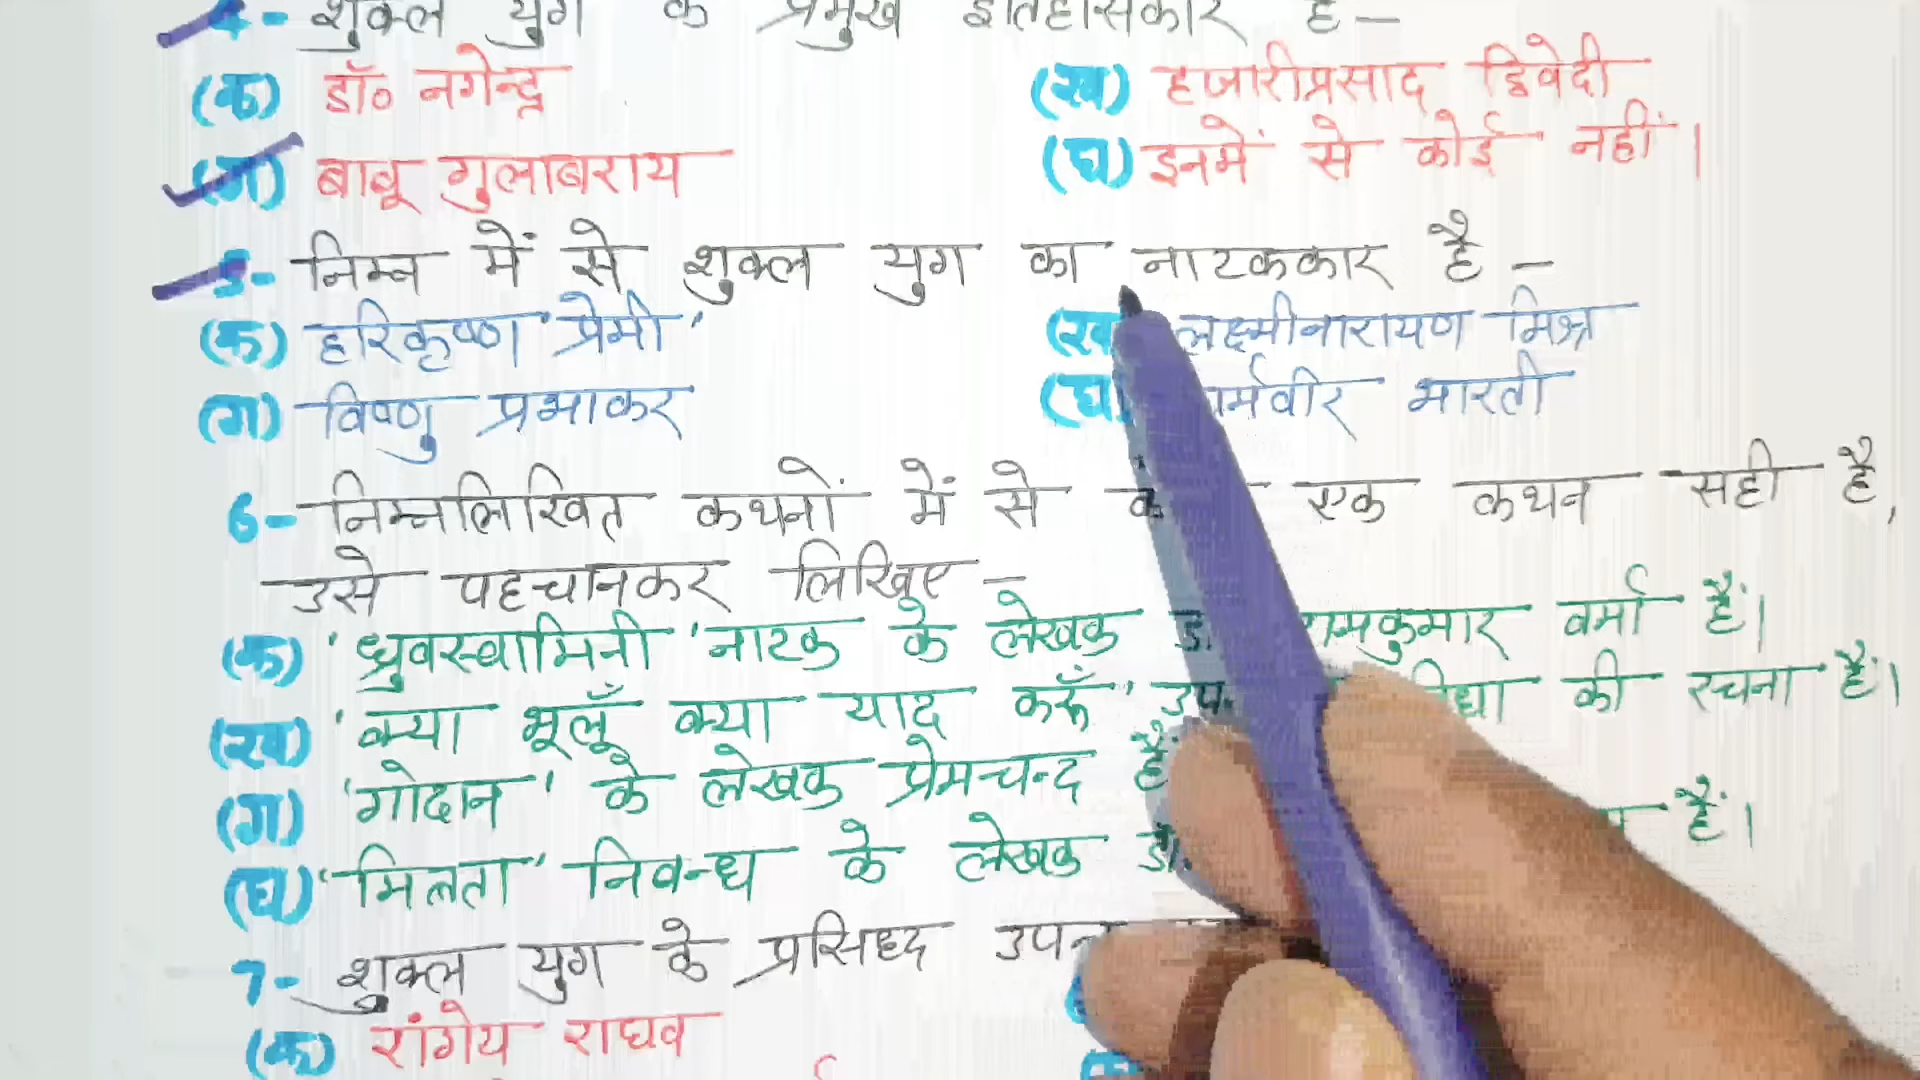 4- शुक्ल युग के प्रमुख इतिहासकार है –
(क) डॉ० नगेन्द्र (ख) हजारीप्रसाद द्विवेदी
(ग) बाबू गुलाबराय (घ) इनमें से कोई नहीं।
5- निम्न में से शुक्ल युग का नाटककार है –
(क) हरिकृष्ण 'प्रेमी' (ख) लक्ष्मीनारायण मिश्र
(ग) विष्णु प्रभाकर (घ) भारती
6- निम्नलिखित कथनों में से एक कथन सही है,
उसे पहचानकर लिखिए –
(क) 'ध्रुवस्वामिनी' नाटक के लेखक वर्मा हैं।
(ख) 'क्या भूलूँ क्या याद करूँ' की रचना है।
(ग) 'गोदान' के लेखक प्रेमचन्द हैं
(घ) 'मित्रता' निबन्ध के लेखक हैं।
7- शुक्ल युग के प्रसिध्द
(क) रांगेय राघव